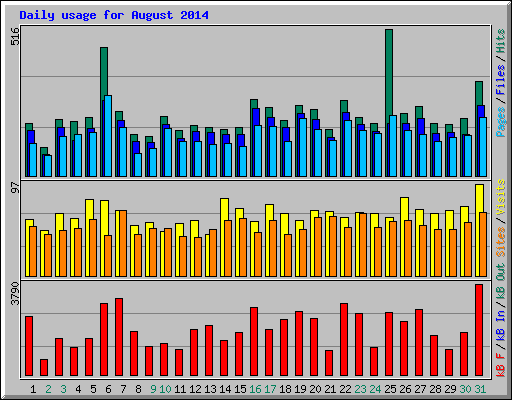 Daily usage for August 2014
516
Pages / Files / Hits
97
Sites / Visits
3790
kB F / kB In / kB Out
1 2 3 4 5 6 7 8 9 10 11 12 13 14 15 16 17 18 19 20 21 22 23 24 25 26 27 28 29 30 31